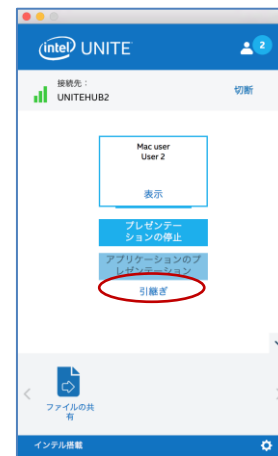 intel UNITE
2
接続先：
UNITEHUB2
切断
Mac user
User 2
表示
プレゼンテー
ションの停止
アプリケーションのプ
レゼンテーション
引継ぎ
ファイルの共
有
インテル搭載